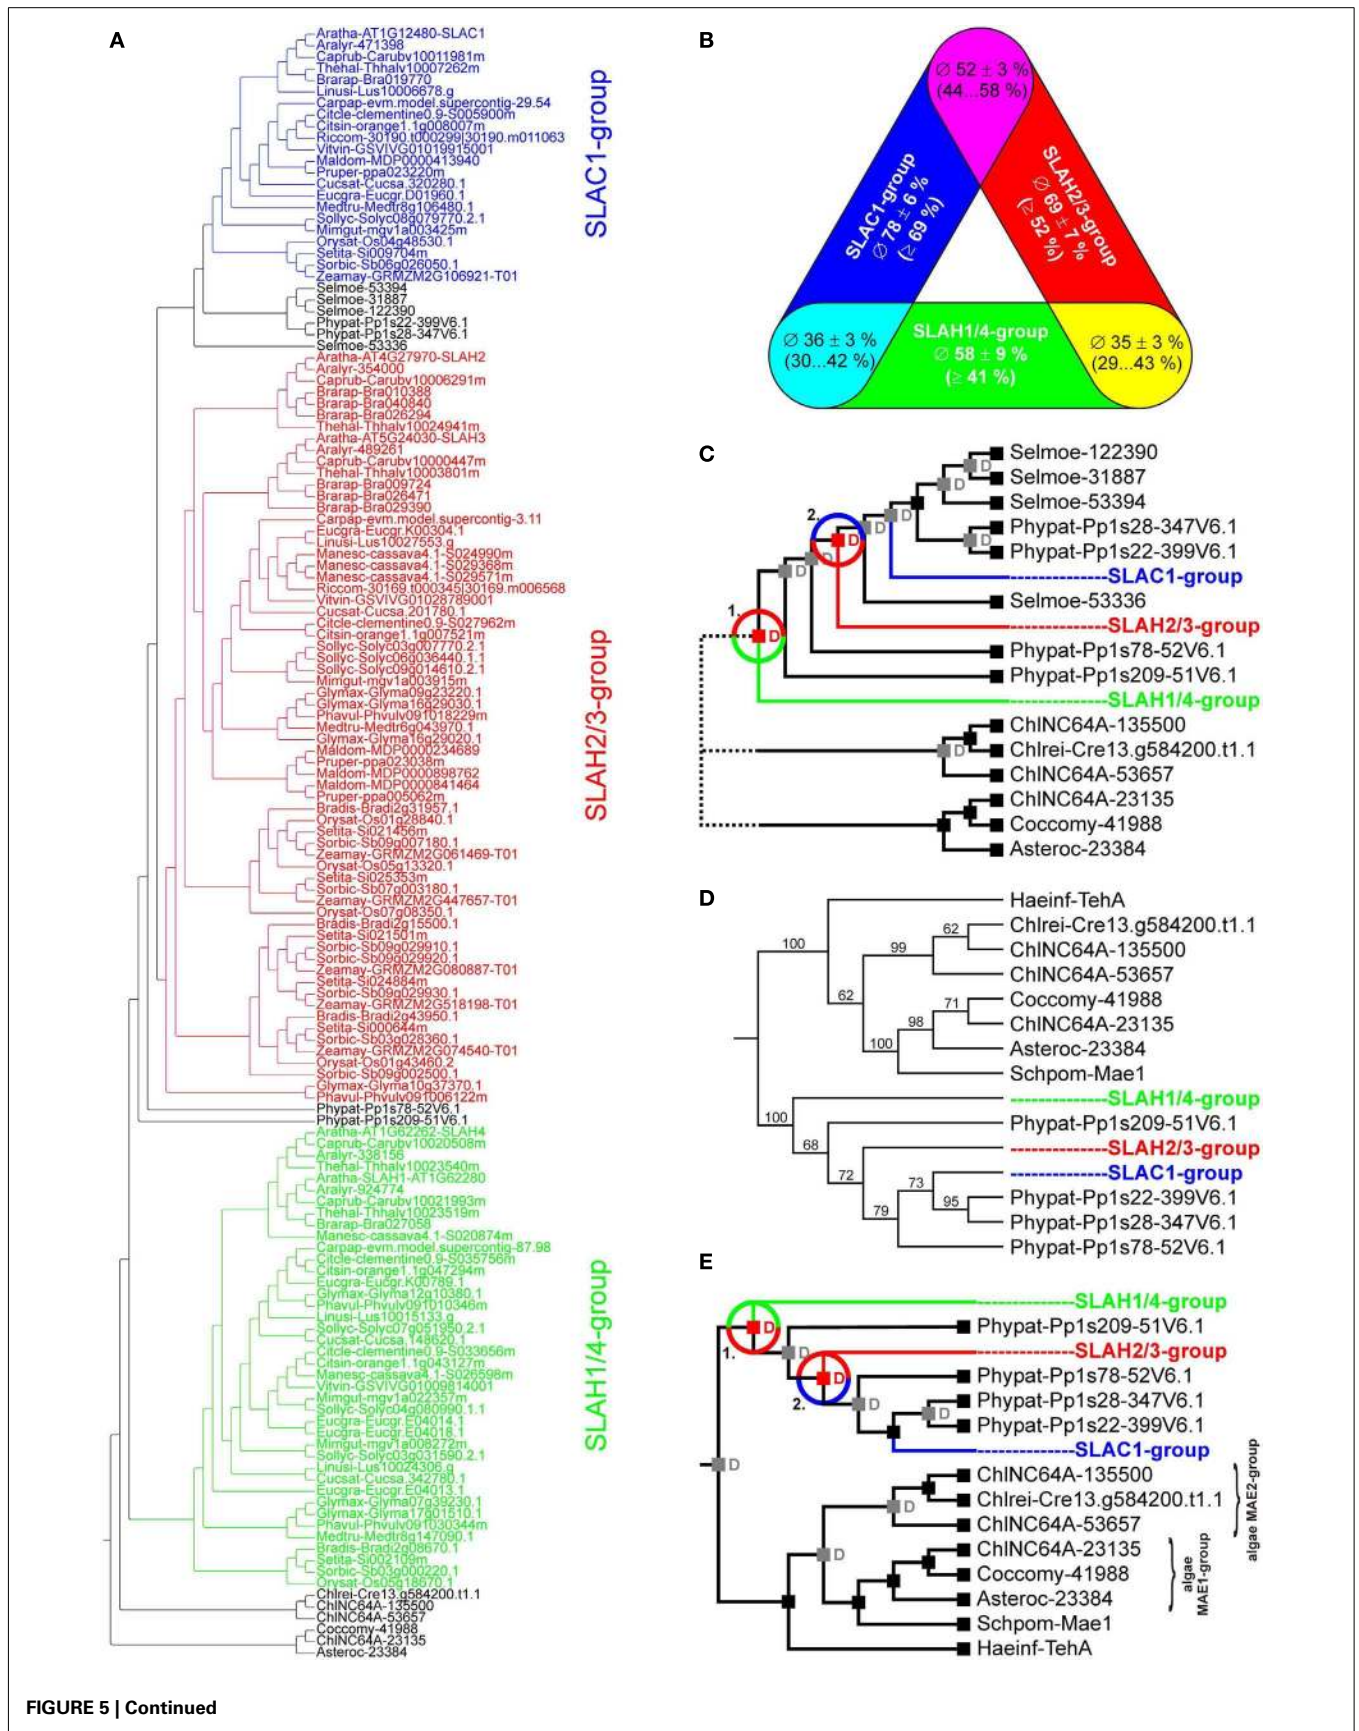 A
Aratha-AT1G12480-SLAC1
Aralyr-471398
Caprub-Carubv10011981m
Thehal-Thhalv10007262m
Brarap-Bra019770
Linusi-Lus10006678.g
Carpap-evm.model.supercontig-29.54
Citcle-clementine0.9-S005900m
Citsin-orange1.1g008007m
Riccom-30190.t000299|30190.m011063
Vitvin-GSVIVG01019915001
Maldom-MDP0000413940
Pruper-ppa023220m
Cucsat-Cucsa.320280.1
Eucgra-Eucgr.D01960.1
Medtru-Medtr8g106480.1
Sollyc-Solyc08g079770.2.1
Mimgut-mgv1a003425m
Orysat-Os04g48530.1
Setita-Si009704m
Sorbic-Sb06g026050.1
Zeamay-GRMZM2G106921-T01
Selmoe-53394
Selmoe-31887
Selmoe-122390
Phypat-Pp1s22-399V6.1
Phypat-Pp1s28-347V6.1
Selmoe-53336
Aratha-AT4G27970-SLAH2
Aralyr-354000
Caprub-Carubv10006291m
Brarap-Bra010388
Brarap-Bra040840
Brarap-Bra026294
Thehal-Thhalv10024941m
Aratha-AT5G24030-SLAH3
Aralyr-489261
Caprub-Carubv10000447m
Thehal-Thhalv10003801m
Brarap-Bra009724
Brarap-Bra026471
Brarap-Bra029390
Carpap-evm.model.supercontig-3.11
Eucgra-Eucgr.K00304.1
Linusi-Lus10027553.g
Manesc-cassava4.1-S024990m
Manesc-cassava4.1-S029368m
Manesc-cassava4.1-S029571m
Riccom-30169.t000345|30169.m006568
Vitvin-GSVIVG01028789001
Cucsat-Cucsa.201780.1
Citcle-clementine0.9-S027962m
Citsin-orange1.1g007521m
Sollyc-Solyc03g007770.2.1
Sollyc-Solyc06g036440.1.1
Sollyc-Solyc09g014610.2.1
Mimgut-mgv1a003915m
Glymax-Glyma09g23220.1
Glymax-Glyma16g29030.1
Phavul-Phvulv091018229m
Medtru-Medtr6g043970.1
Glymax-Glyma16g29020.1
Maldom-MDP0000234689
Pruper-ppa023038m
Maldom-MDP0000898762
Maldom-MDP0000841464
Pruper-ppa005062m
Bradis-Bradi2g31957.1
Orysat-Os01g28840.1
Setita-Si021456m
Sorbic-Sb09g007180.1
Zeamay-GRMZM2G061469-T01
Orysat-Os05g13320.1
Setita-Si025353m
Sorbic-Sb07g003180.1
Zeamay-GRMZM2G447657-T01
Orysat-Os07g08350.1
Bradis-Bradi2g15500.1
Setita-Si021501m
Sorbic-Sb09g029910.1
Sorbic-Sb09g029920.1
Zeamay-GRMZM2G080887-T01
Setita-Si024884m
Sorbic-Sb09g029930.1
Zeamay-GRMZM2G518198-T01
Bradis-Bradi2g43950.1
Setita-Si000644m
Sorbic-Sb03g028360.1
Zeamay-GRMZM2G074540-T01
Orysat-Os01g43460.2
Sorbic-Sb09g002500.1
Glymax-Glyma10g37370.1
Phavul-Phvulv091006122m
Phypat-Pp1s78-52V6.1
Phypat-Pp1s209-51V6.1
Aratha-AT1G62262-SLAH4
Caprub-Carubv10020508m
Aralyr-338156
Thehal-Thhalv10023540m
Aratha-SLAH1-AT1G62280
Aralyr-924774
Caprub-Carubv10021993m
Thehal-Thhalv10023519m
Brarap-Bra027058
Manesc-cassava4.1-S020874m
Carpap-evm.model.supercontig-87.98
Citcle-clementine0.9-S035756m
Citsin-orange1.1g047294m
Eucgra-Eucgr.K00789.1
Glymax-Glyma12g10380.1
Phavul-Phvulv091010346m
Linusi-Lus10015133.g
Sollyc-Solyc07g051950.2.1
Cucsat-Cucsa.148620.1
Citcle-clementine0.9-S033656m
Citsin-orange1.1g043127m
Manesc-cassava4.1-S026598m
Vitvin-GSVIVG01009814001
Mimgut-mgv1a022357m
Sollyc-Solyc04g080990.1.1
Eucgra-Eucgr.E04014.1
Eucgra-Eucgr.E04018.1
Mimgut-mgv1a008272m
Sollyc-Solyc03g031590.2.1
Linusi-Lus10024306.g
Cucsat-Cucsa.342780.1
Eucgra-Eucgr.E04013.1
Glymax-Glyma07g39230.1
Glymax-Glyma17g01510.1
Phavul-Phvulv091030344m
Medtru-Medtr8g147090.1
Bradis-Bradi2g08670.1
Setita-Si002109m
Sorbic-Sb03g000220.1
Orysat-Os05g18670.1
Chlrei-Cre13.g584200.t1.1
ChlNC64A-135500
ChlNC64A-53657
Coccomy-41988
ChlNC64A-23135
Asteroc-23384
SLAC1-group
SLAH2/3-group
SLAH1/4-group
B
∅ 52 ± 3 %
(44...58 %)
SLAC1-group
∅ 78 ± 6 %
(≥ 69 %)
SLAH2/3-group
∅ 69 ± 7 %
(≥ 52 %)
∅ 36 ± 3 %
(30...42 %)
SLAH1/4-group
∅ 58 ± 9 %
(≥ 41 %)
∅ 35 ± 3 %
(29...43 %)
C
Selmoe-122390
D
Selmoe-31887
D
Selmoe-53394
2.
D
D
Phypat-Pp1s28-347V6.1
D
D
Phypat-Pp1s22-399V6.1
D
D
--------------SLAC1-group
Selmoe-53336
1.
--------------SLAH2/3-group
D
Phypat-Pp1s78-52V6.1
Phypat-Pp1s209-51V6.1
--------------SLAH1/4-group
ChlNC64A-135500
D
Chlrei-Cre13.g584200.t1.1
ChlNC64A-53657
ChlNC64A-23135
Coccomy-41988
Asteroc-23384
D
Haeinf-TehA
62
Chlrei-Cre13.g584200.t1.1
100
99
ChlNC64A-135500
ChlNC64A-53657
62
71
Coccomy-41988
98
ChlNC64A-23135
100
Asteroc-23384
Schpom-Mae1
--------------SLAH1/4-group
100
Phypat-Pp1s209-51V6.1
68
--------------SLAH2/3-group
72
73
--------------SLAC1-group
95
Phypat-Pp1s22-399V6.1
79
Phypat-Pp1s28-347V6.1
Phypat-Pp1s78-52V6.1
E
--------------SLAH1/4-group
D
Phypat-Pp1s209-51V6.1
1.
D
--------------SLAH2/3-group
D
Phypat-Pp1s78-52V6.1
2.
D
Phypat-Pp1s28-347V6.1
D
Phypat-Pp1s22-399V6.1
--------------SLAC1-group
D
ChlNC64A-135500
D
Chlrei-Cre13.g584200.t1.1
ChlNC64A-53657
algae MAE2-group
D
ChlNC64A-23135
Coccomy-41988
Asteroc-23384
algae
MAE1-group
Schpom-Mae1
Haeinf-TehA
FIGURE 5 | Continued